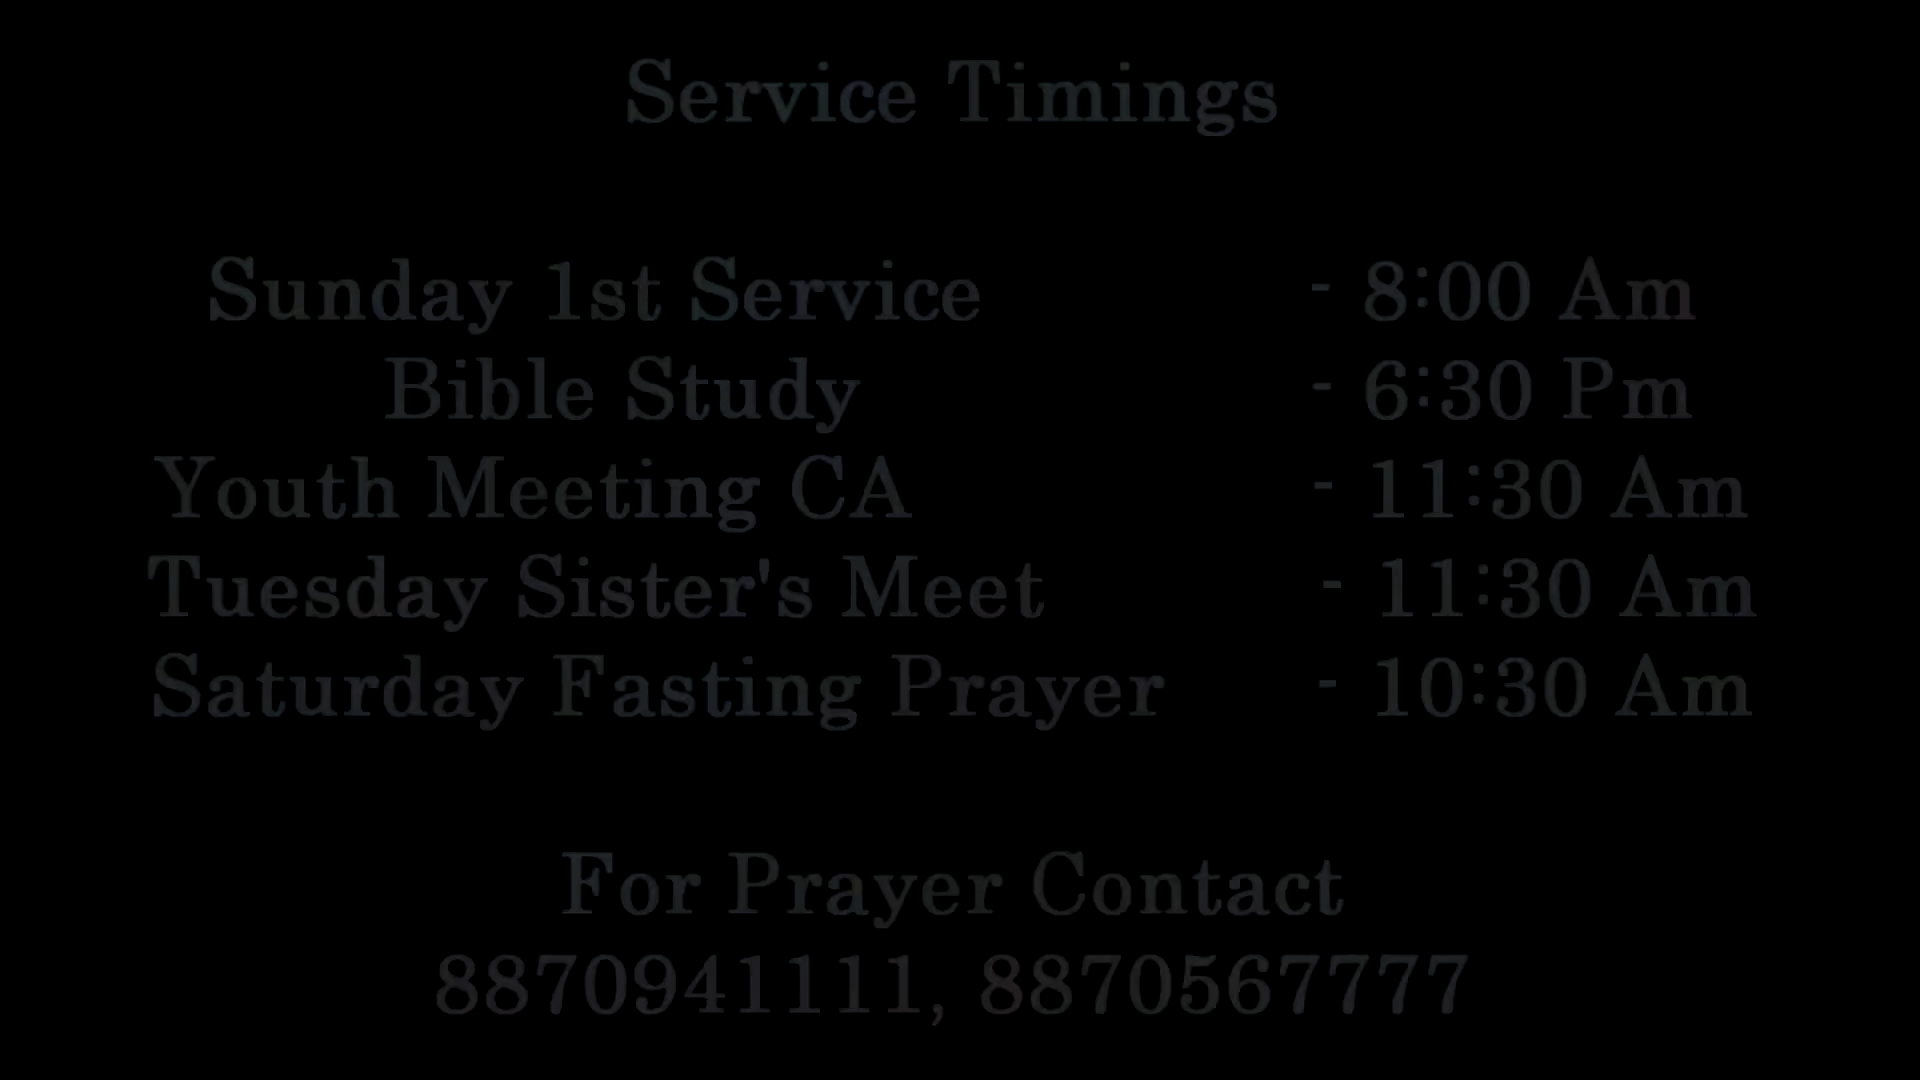 Service Timings
Sunday 1st Service - 8:00 Am
Bible Study - 6:30 Pm
Youth Meeting CA - 11:30 Am
Tuesday Sister's Meet - 11:30 Am
Saturday Fasting Prayer - 10:30 Am
For Prayer Contact
8870941111, 8870567777